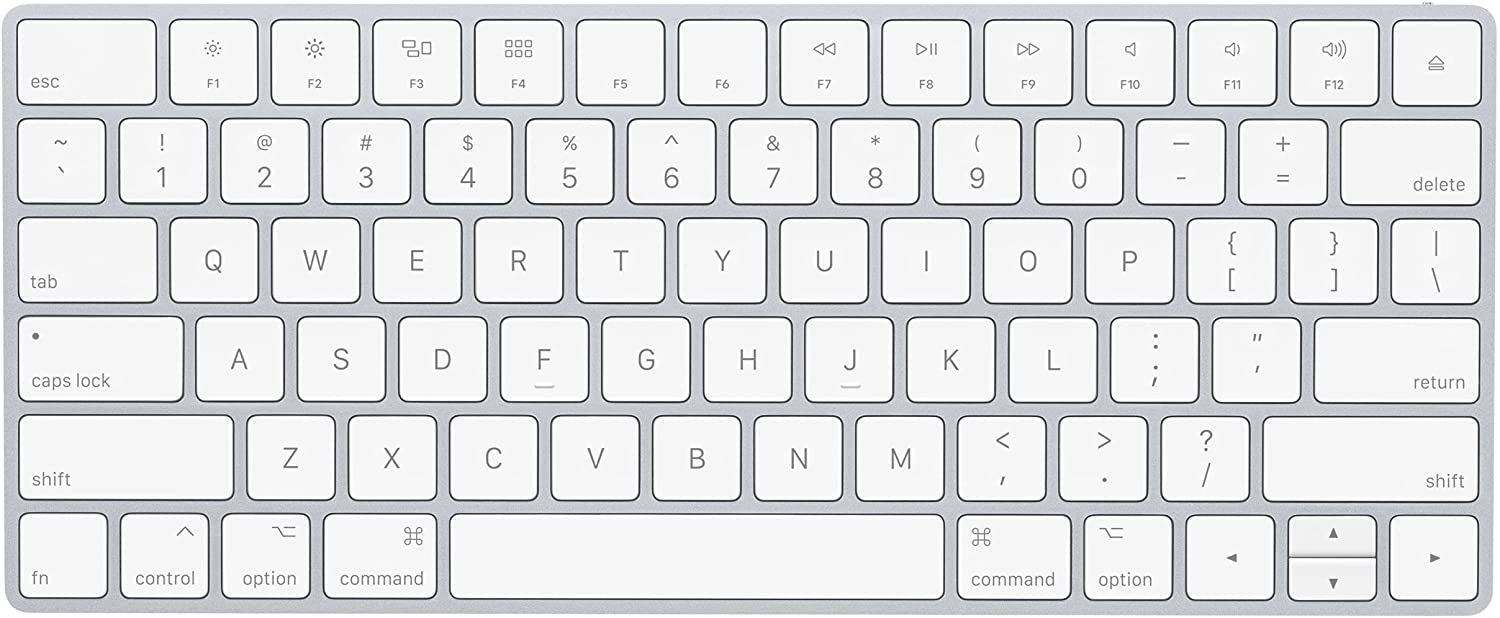 esc F1 F2 F3 F4 F5 F6 F7 F8 F9 F10 F11 F12
~ ! @ # $ % ^ & * ( ) — +
` 1 2 3 4 5 6 7 8 9 0 - = delete
tab Q W E R T Y U I O P { [ } ] | \
caps lock A S D F G H J K L : ; " ' return
shift Z X C V B N M < , > . ? / shift
fn control option command command option